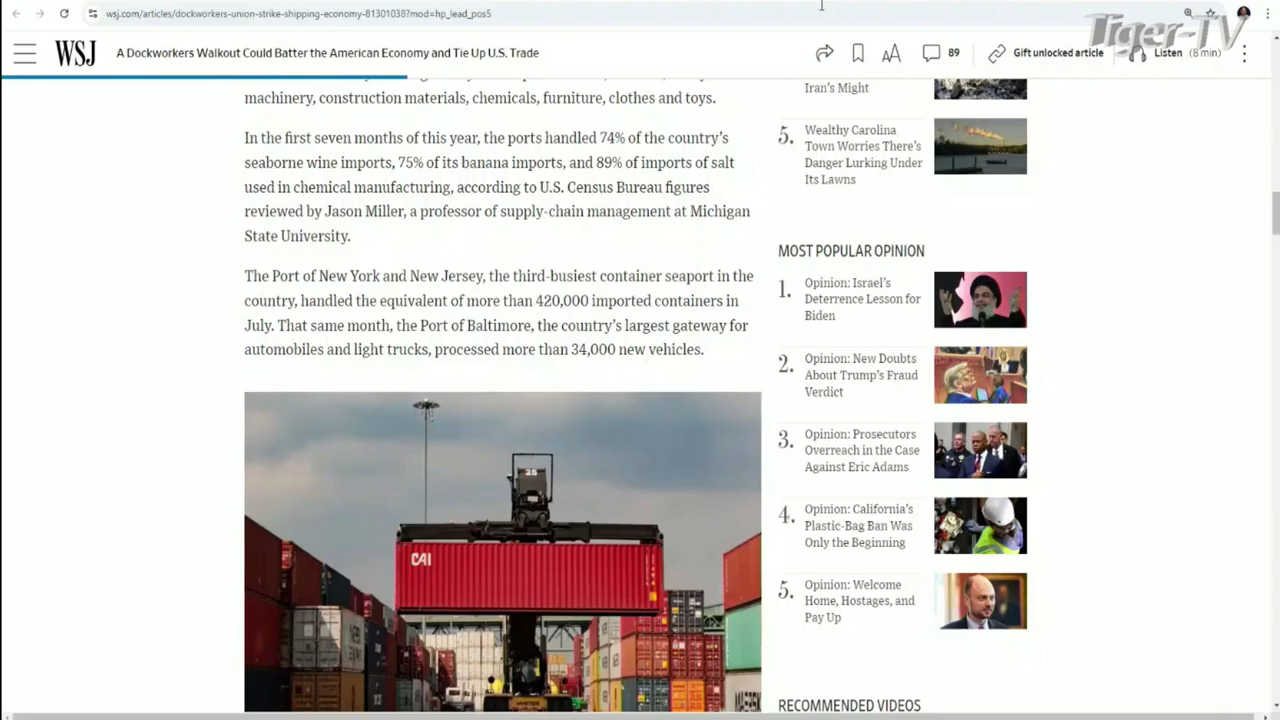 wsj.com/articles/dockworkers-union-strike-shipping-economy-81301038?mod=hp_lead_pos5
Tiger-TV
WSJ
A Dockworkers Walkout Could Batter the American Economy and Tie Up U.S. Trade
AA
89
Gift unlocked article
Listen (8 min)
machinery, construction materials, chemicals, furniture, clothes and toys.
In the first seven months of this year, the ports handled 74% of the country's
seaborne wine imports, 75% of its banana imports, and 89% of imports of salt
used in chemical manufacturing, according to U.S. Census Bureau figures
reviewed by Jason Miller, a professor of supply-chain management at Michigan
State University.
The Port of New York and New Jersey, the third-busiest container seaport in the
country, handled the equivalent of more than 420,000 imported containers in
July. That same month, the Port of Baltimore, the country's largest gateway for
automobiles and light trucks, processed more than 34,000 new vehicles.
25
CAI
Iran's Might
5.
Wealthy Carolina
Town Worries There's
Danger Lurking Under
Its Lawns
MOST POPULAR OPINION
1.
Opinion: Israel's
Deterrence Lesson for
Biden
2.
Opinion: New Doubts
About Trump's Fraud
Verdict
3.
Opinion: Prosecutors
Overreach in the Case
Against Eric Adams
4.
Opinion: California's
Plastic-Bag Ban Was
Only the Beginning
5.
Opinion: Welcome
Home, Hostages, and
Pay Up
RECOMMENDED VIDEOS